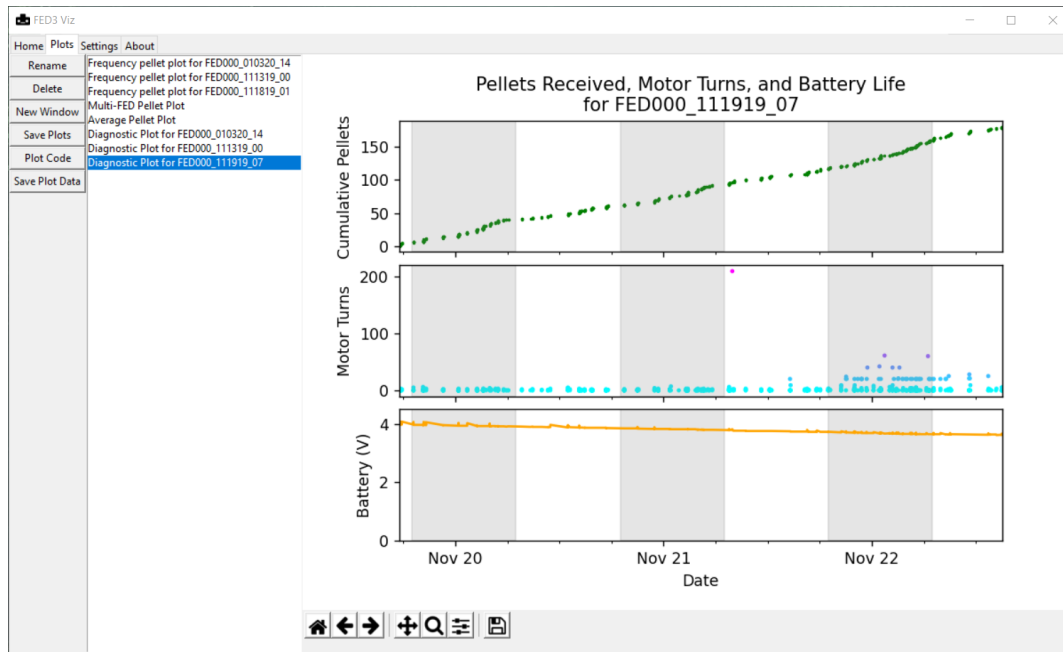 FED3 Viz
Home Plots Settings About
Rename
Delete
New Window
Save Plots
Plot Code
Save Plot Data
Frequency pellet plot for FED000_010320_14
Frequency pellet plot for FED000_111319_00
Frequency pellet plot for FED000_111819_01
Multi-FED Pellet Plot
Average Pellet Plot
Diagnostic Plot for FED000_010320_14
Diagnostic Plot for FED000_111319_00
Diagnostic Plot for FED000_111919_07
Pellets Received, Motor Turns, and Battery Life
for FED000_111919_07
Cumulative Pellets
150
100
50
0
Motor Turns
200
100
0
Battery (V)
4
2
0
Nov 20 Nov 21 Nov 22
Date